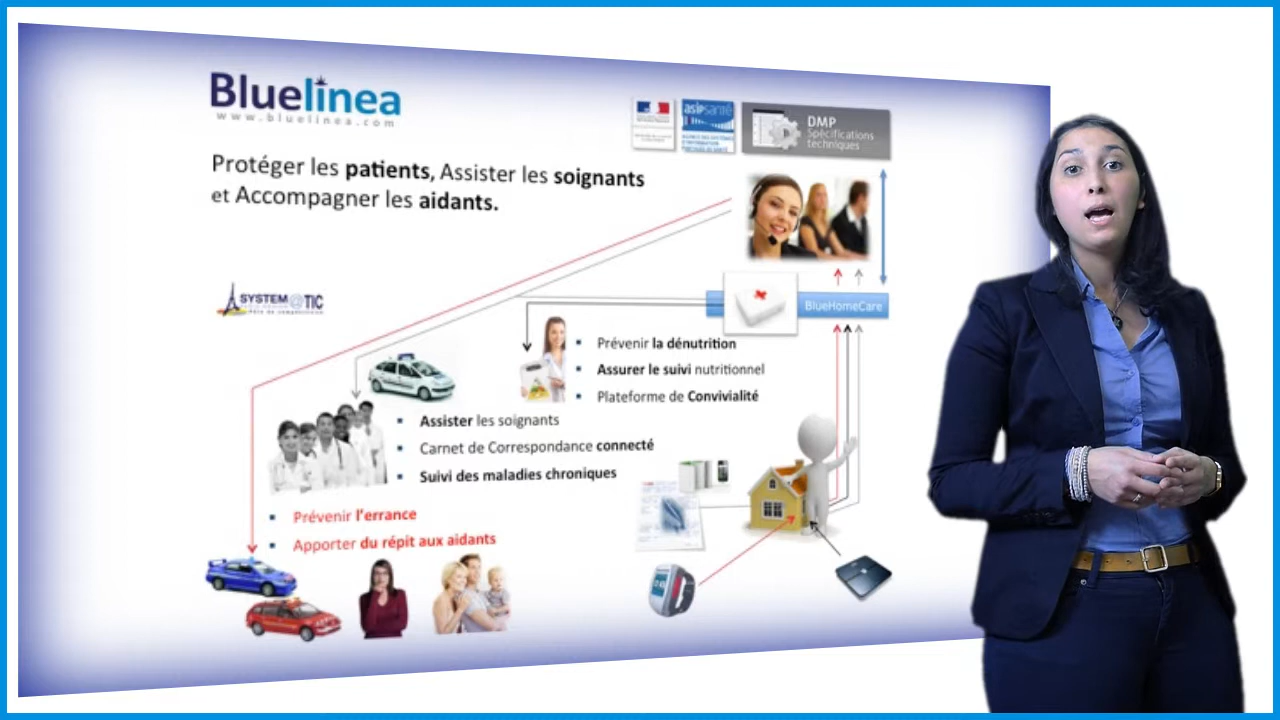 Bluelinea
www.bluelinea.com
asipsanté
DMP
Spécifications
techniques
Protéger les patients, Assister les soignants
et Accompagner les aidants.
SYSTEM@TIC
BlueHomeCare
Prévenir la dénutrition
Assurer le suivi nutritionnel
Plateforme de Convivialité
Assister les soignants
Carnet de Correspondance connecté
Suivi des maladies chroniques
Prévenir l'errance
Apporter du répit aux aidants